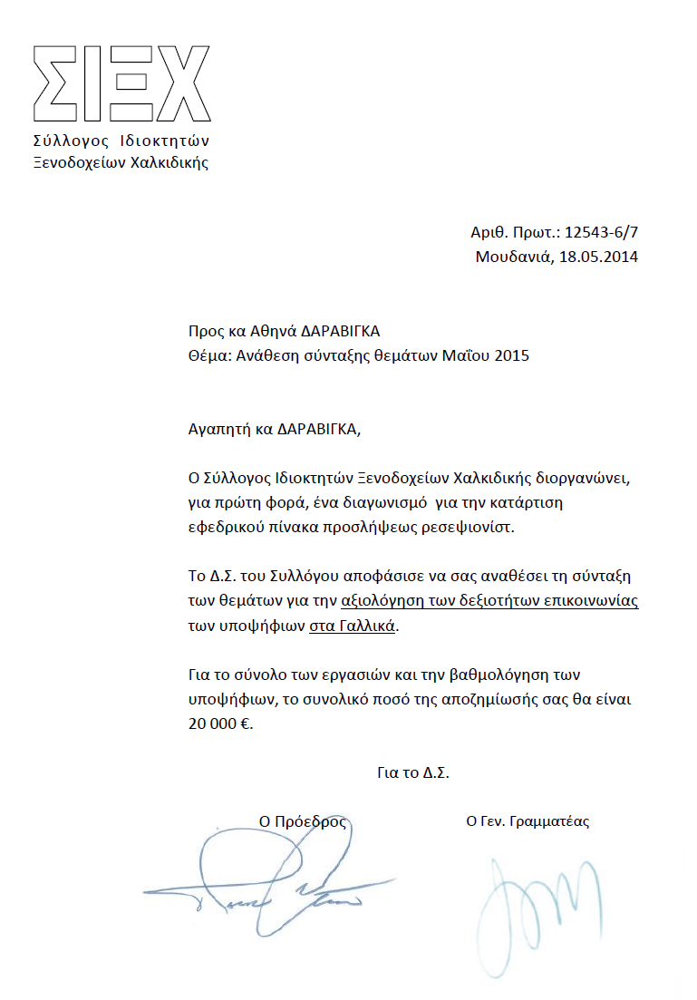 ΣΙΞΧ
Σύλλογος Ιδιοκτητών
Ξενοδοχείων Χαλκιδικής
Αριθ. Πρωτ.: 12543-6/7
Μουδανιά, 18.05.2014
Προς κα Αθηνά ΔΑΡΑΒΙΓΚΑ
Θέμα: Ανάθεση σύνταξης θεμάτων Μαΐου 2015
Αγαπητή κα ΔΑΡΑΒΙΓΚΑ,
Ο Σύλλογος Ιδιοκτητών Ξενοδοχείων Χαλκιδικής διοργανώνει,
για πρώτη φορά, ένα διαγωνισμό για την κατάρτιση
εφεδρικού πίνακα προσλήψεως ρεσεψιονίστ.
Το Δ.Σ. του Συλλόγου αποφάσισε να σας αναθέσει τη σύνταξη
των θεμάτων για την αξιολόγηση των δεξιοτήτων επικοινωνίας
των υποψήφιων στα Γαλλικά.
Για το σύνολο των εργασιών και την βαθμολόγηση των
υποψήφιων, το συνολικό ποσό της αποζημίωσής σας θα είναι
20 000 €.
Για το Δ.Σ.
Ο Πρόεδρος Ο Γεν. Γραμματέας